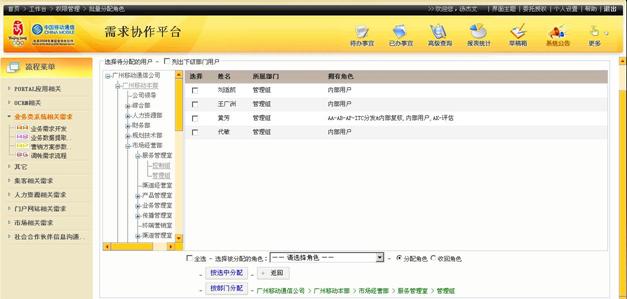 首页 > 工作台 > 权限管理 > 批量分配角色
>> 欢迎您，汤杰文 | 界面主题 | 委托授权 | 个人设置 | 帮助 | 退出
中国移动通信
CHINA MOBILE
需求协作平台
待办事宜 已办事宜 高级查询 报表统计 草稿箱 系统公告 更多
流程菜单
PORTAL应用相关
OCRM相关
业务类系统相关需求
业务需求开发
业务数据提取..
营销方案参数..
调帐需求流程
其它
集客相关需求
人力资源相关需求
门户网站相关需求
市场相关需求
社会合作伙伴信息沟通..
选择待分配的用户 - 列出下级部门用户
广州移动通信公司
广州移动本部
公司领导
综合部
人力资源部
财务部
规划技术部
市场经营部
服务管理室
控制组
管理组
渠道经营室
产品管理室
业务管理室
传播管理室
终端营销室
渠道管理室
选择 姓名 所属部门 拥有角色
管理组 内部用户
王广洲 管理组 内部用户
黄芳 管理组 AA-AB-AF-ITC分发&内部复核,内部用户,AK-评估
代敏 管理组 内部用户
全选 - 选择被分配的角色： -- 请选择角色 -- - 分配角色 收回角色
- 按选中分配 - 返回
- 按部门分配 - 广州移动通信公司 > 广州移动本部 > 市场经营部 > 服务管理室 > 管理组